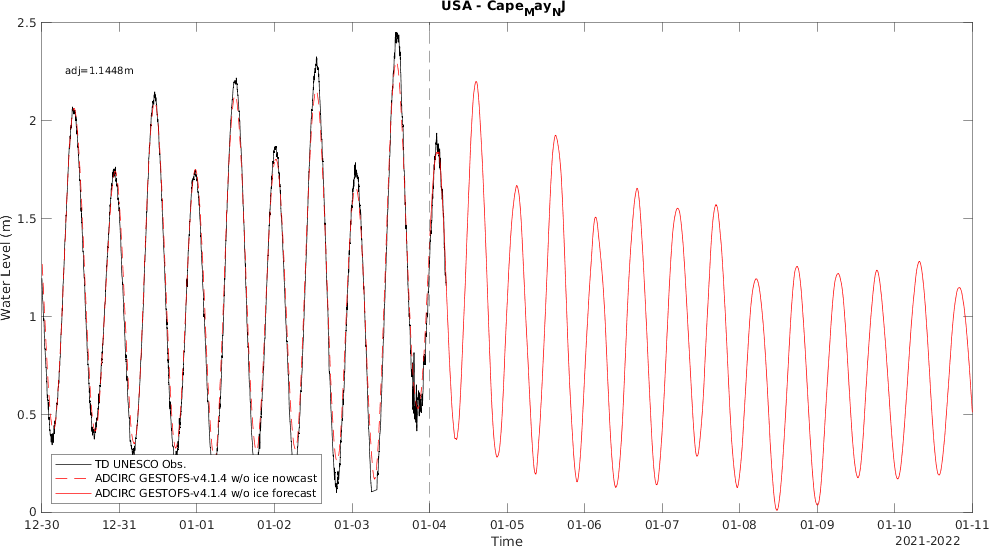 USA - Cape_May_NJ
adj=1.1448m
2.5
2
1.5
1
0.5
0
Water Level (m)
TD UNESCO Obs.
ADCIRC GESTOFS-v4.1.4 w/o ice nowcast
ADCIRC GESTOFS-v4.1.4 w/o ice forecast
12-30 12-31 01-01 01-02 01-03 01-04 01-05 01-06 01-07 01-08 01-09 01-10 01-11
Time
2021-2022